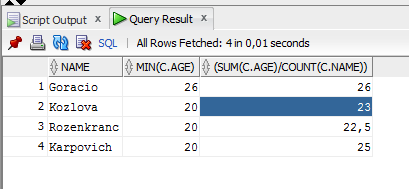 Script Output × Query Result ×
SQL | All Rows Fetched: 4 in 0,01 seconds
NAME MIN(C.AGE) (SUM(C.AGE)/COUNT(C.NAME))
1 Goracio 26 26
2 Kozlova 20 23
3 Rozenkranc 20 22,5
4 Karpovich 20 25